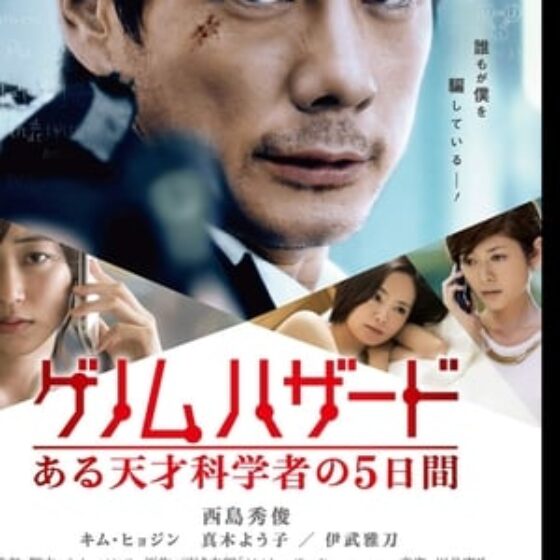 誰もが僕を
騙している―!
ゲノムハザード
ある天才科学者の5日間
西島秀俊
キム・ヒョジン 真木よう子 / 伊武雅刀